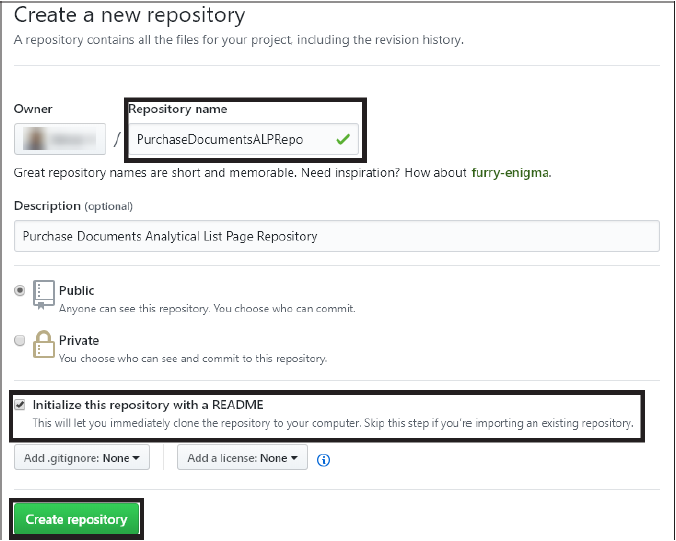 Create a new repository
A repository contains all the files for your project, including the revision history.
Owner
Repository name
/
PurchaseDocumentsALPRepo
Great repository names are short and memorable. Need inspiration? How about furry-enigma.
Description (optional)
Purchase Documents Analytical List Page Repository
Public
Anyone can see this repository. You choose who can commit.
Private
You choose who can see and commit to this repository.
Initialize this repository with a README
This will let you immediately clone the repository to your computer. Skip this step if you're importing an existing repository.
Add .gitignore: None
Add a license: None
Create repository